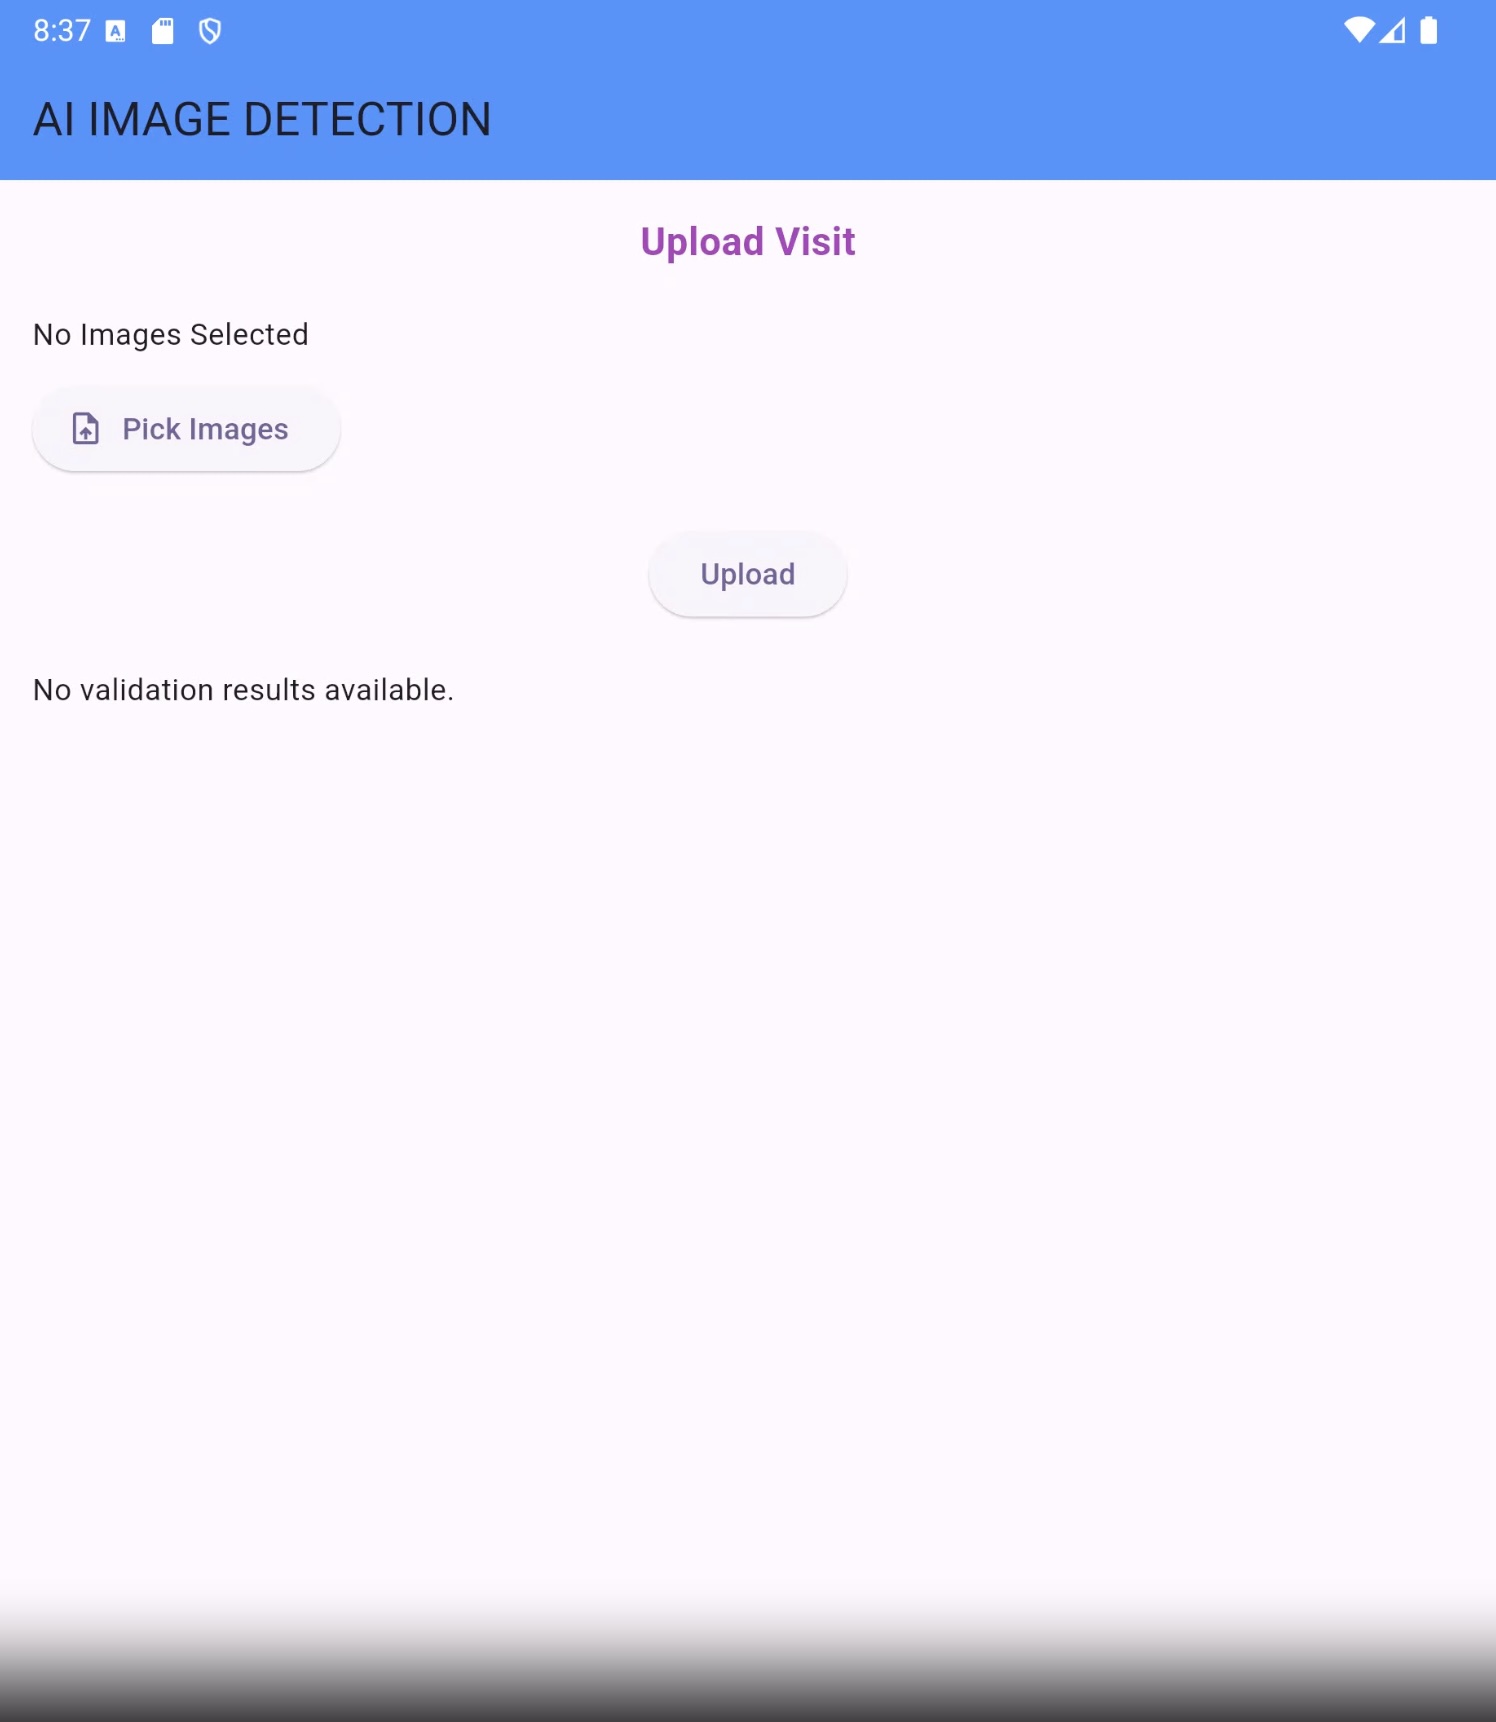 8:37
AI IMAGE DETECTION
Upload Visit
No Images Selected
Pick Images
Upload
No validation results available.